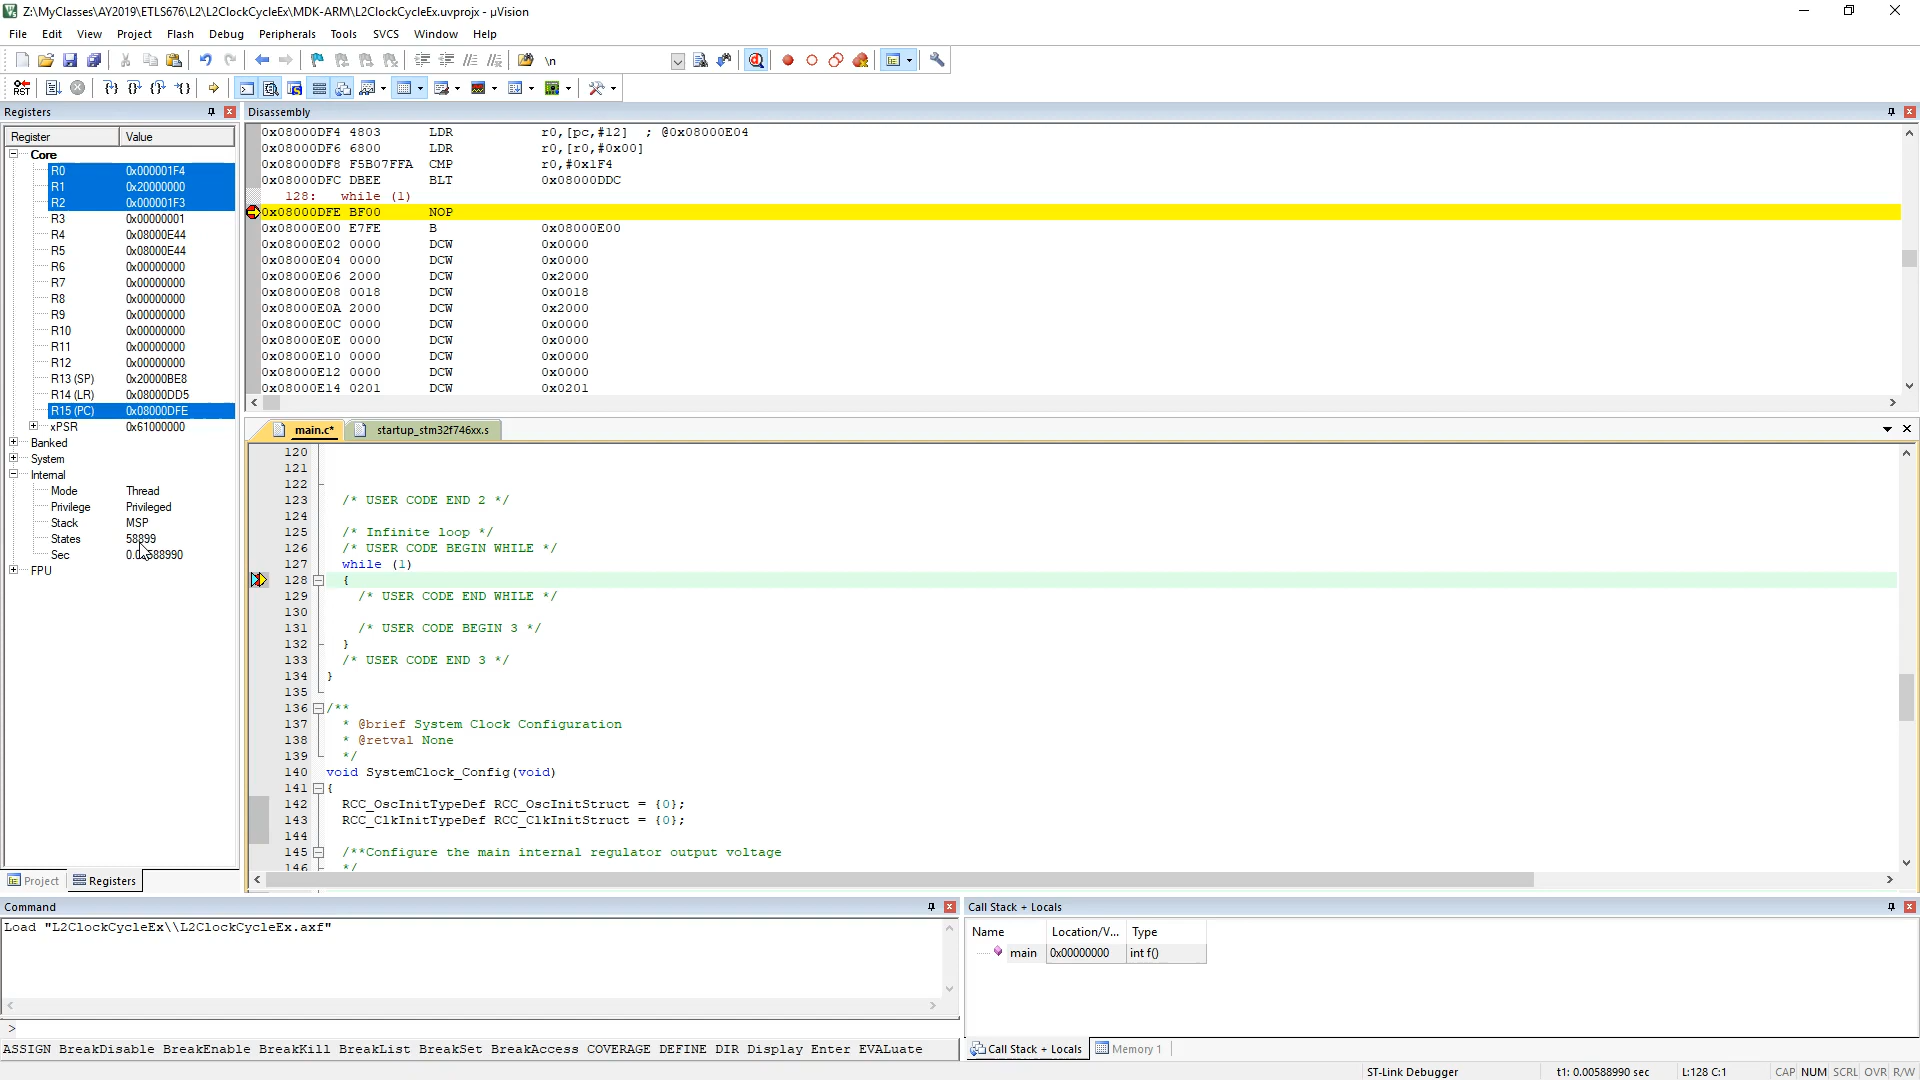 Z:\MyClasses\AY2019\ETLS676\L2\L2ClockCycleEx\MDK-ARM\L2ClockCycleEx.uvprojx - µVision
File Edit View Project Flash Debug Peripherals Tools SVCS Window Help
\n
RST
Registers
Register Value
Core
R0 0x000001F4
R1 0x20000000
R2 0x000001F3
R3 0x00000001
R4 0x08000E44
R5 0x08000E44
R6 0x00000000
R7 0x00000000
R8 0x00000000
R9 0x00000000
R10 0x00000000
R11 0x00000000
R12 0x00000000
R13 (SP) 0x20000BE8
R14 (LR) 0x08000DD5
R15 (PC) 0x08000DFE
xPSR 0x61000000
Banked
System
Internal
Mode Thread
Privilege Privileged
Stack MSP
States 58899
Sec 0.00588990
FPU
Project Registers
Disassembly
0x08000DF4 4803 LDR r0,[pc,#12] ; @0x08000E04
0x08000DF6 6800 LDR r0,[r0,#0x00]
0x08000DF8 F5B07FFA CMP r0,#0x1F4
0x08000DFC DBEE BLT 0x08000DDC
128: while (1)
0x08000DFE BF00 NOP
0x08000E00 E7FE B 0x08000E00
0x08000E02 0000 DCW 0x0000
0x08000E04 0000 DCW 0x0000
0x08000E06 2000 DCW 0x2000
0x08000E08 0018 DCW 0x0018
0x08000E0A 2000 DCW 0x2000
0x08000E0C 0000 DCW 0x0000
0x08000E0E 0000 DCW 0x0000
0x08000E10 0000 DCW 0x0000
0x08000E12 0000 DCW 0x0000
0x08000E14 0201 DCW 0x0201
main.c* startup_stm32f746xx.s
120
121
122
123 /* USER CODE END 2 */
124
125 /* Infinite loop */
126 /* USER CODE BEGIN WHILE */
127 while (1)
128 {
129 /* USER CODE END WHILE */
130
131 /* USER CODE BEGIN 3 */
132 }
133 /* USER CODE END 3 */
134 }
135
136 /**
137 * @brief System Clock Configuration
138 * @retval None
139 */
140 void SystemClock_Config(void)
141 {
142 RCC_OscInitTypeDef RCC_OscInitStruct = {0};
143 RCC_ClkInitTypeDef RCC_ClkInitStruct = {0};
144
145 /**Configure the main internal regulator output voltage
146 */
Command
Load "L2ClockCycleEx\\L2ClockCycleEx.axf"
>
ASSIGN BreakDisable BreakEnable BreakKill BreakList BreakSet BreakAccess COVERAGE DEFINE DIR Display Enter EVALuate
Call Stack + Locals
Name Location/V... Type
main 0x00000000 int f()
Call Stack + Locals Memory 1
ST-Link Debugger t1: 0.00588990 sec L:128 C:1 CAP NUM SCRL OVR R/W